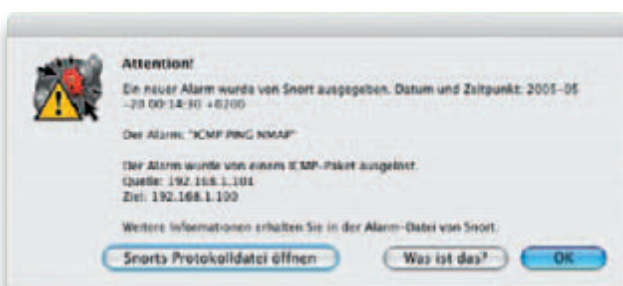 Attention!
Ein neuer Alarm wurde von Snort ausgegeben. Datum und Zeitpunkt: 2005-05
-28 00:14:30 +0200
Der Alarm: "ICMP PING NMAP"
Der Alarm wurde von einem ICMP-Paket ausgelöst.
Quelle: 192.168.1.101
Ziel: 192.168.1.100
Weitere Informationen erhalten Sie in der Alarm-Datei von Snort.
Snorts Protokolldatei öffnen
Was ist das?
OK